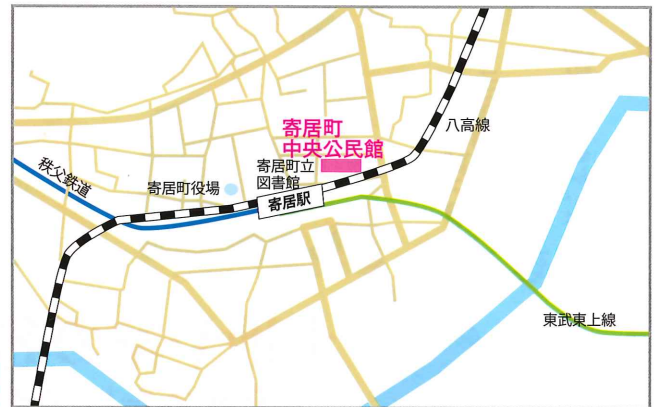 寄居町
中央公民館
八高線
寄居町立
図書館
秩父鉄道
寄居町役場
寄居駅
東武東上線